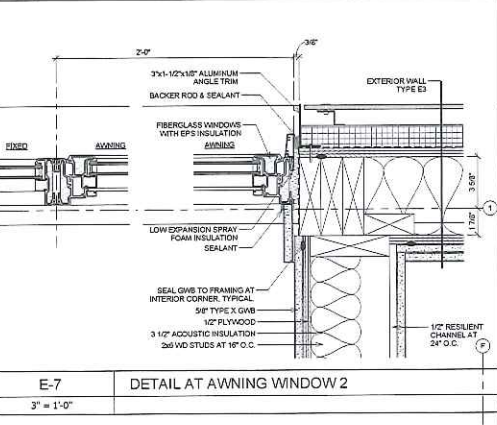 3/8"
2'-0"
3"x1-1/2"x1/8" ALUMINUM
ANGLE TRIM
EXTERIOR WALL
TYPE E3
BACKER ROD & SEALANT
FIBERGLASS WINDOWS
WITH EPS INSULATION
FIXED
AWNING
AWNING
3 5/8"
1 7/8"
1
LOW EXPANSION SPRAY
FOAM INSULATION
SEALANT
SEAL GWB TO FRAMING AT
INTERIOR CORNER, TYPICAL
5/8" TYPE X GWB
1/2" PLYWOOD
3 1/2" ACOUSTIC INSULATION
2x6 WD STUDS AT 16" O.C.
1/2" RESILIENT
CHANNEL AT
24" O.C.
F
E-7
DETAIL AT AWNING WINDOW 2
3" = 1'-0"